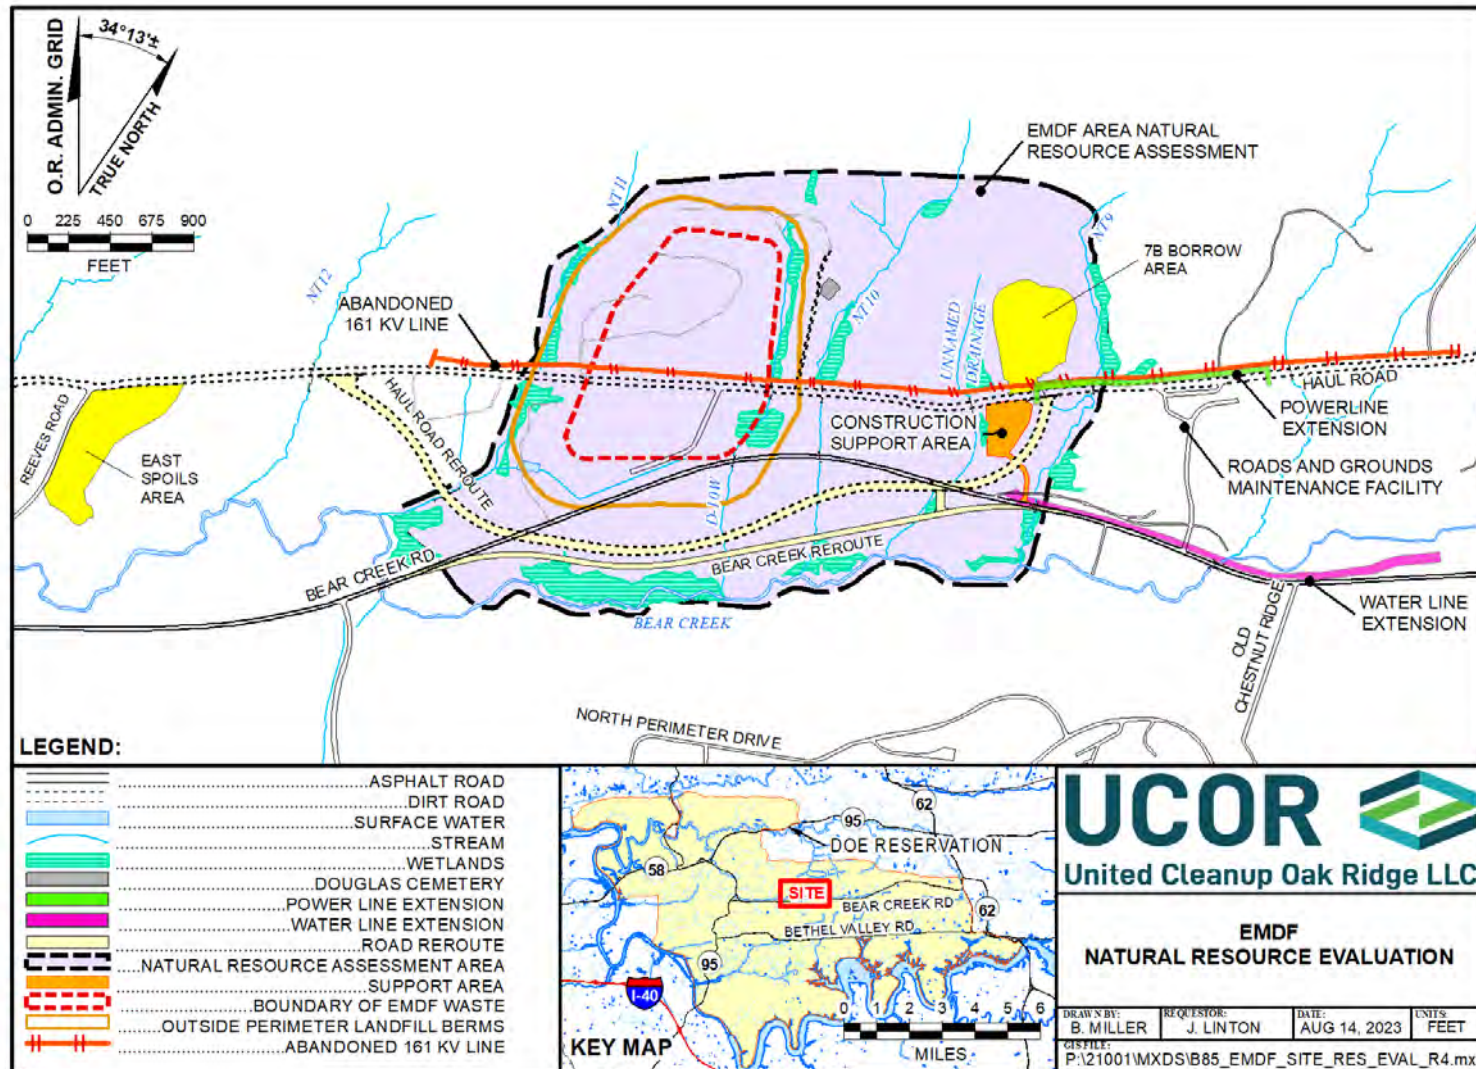 34°13'±
O.R. ADMIN. GRID
TRUE NORTH
0 225 450 675 900
FEET
EMDF AREA NATURAL
RESOURCE ASSESSMENT
NT11
NT9
NT12
NT10
7B BORROW
AREA
ABANDONED
161 KV LINE
UNNAMED
DRAINAGE
HAUL ROAD
POWERLINE
EXTENSION
REEVES ROAD
HAUL ROAD REROUTE
CONSTRUCTION
SUPPORT AREA
EAST
SPOILS
AREA
ROADS AND GROUNDS
MAINTENANCE FACILITY
D-10W
BEAR CREEK REROUTE
BEAR CREEK RD
BEAR CREEK
WATER LINE
EXTENSION
OLD
CHESTNUT RIDGE
NORTH PERIMETER DRIVE
LEGEND:
ASPHALT ROAD
DIRT ROAD
SURFACE WATER
STREAM
WETLANDS
DOUGLAS CEMETERY
POWER LINE EXTENSION
WATER LINE EXTENSION
ROAD REROUTE
NATURAL RESOURCE ASSESSMENT AREA
SUPPORT AREA
BOUNDARY OF EMDF WASTE
OUTSIDE PERIMETER LANDFILL BERMS
ABANDONED 161 KV LINE
62
95
DOE RESERVATION
58
SITE
BEAR CREEK RD
62
BETHEL VALLEY RD
95
I-40
0 1 2 3 4 5 6
MILES
KEY MAP
UCOR
United Cleanup Oak Ridge LLC
EMDF
NATURAL RESOURCE EVALUATION
DRAWN BY:
B. MILLER
REQUESTOR:
J. LINTON
DATE:
AUG 14, 2023
UNITS:
FEET
GIS FILE:
P:\21001\MXDS\B85_EMDF_SITE_RES_EVAL_R4.mx